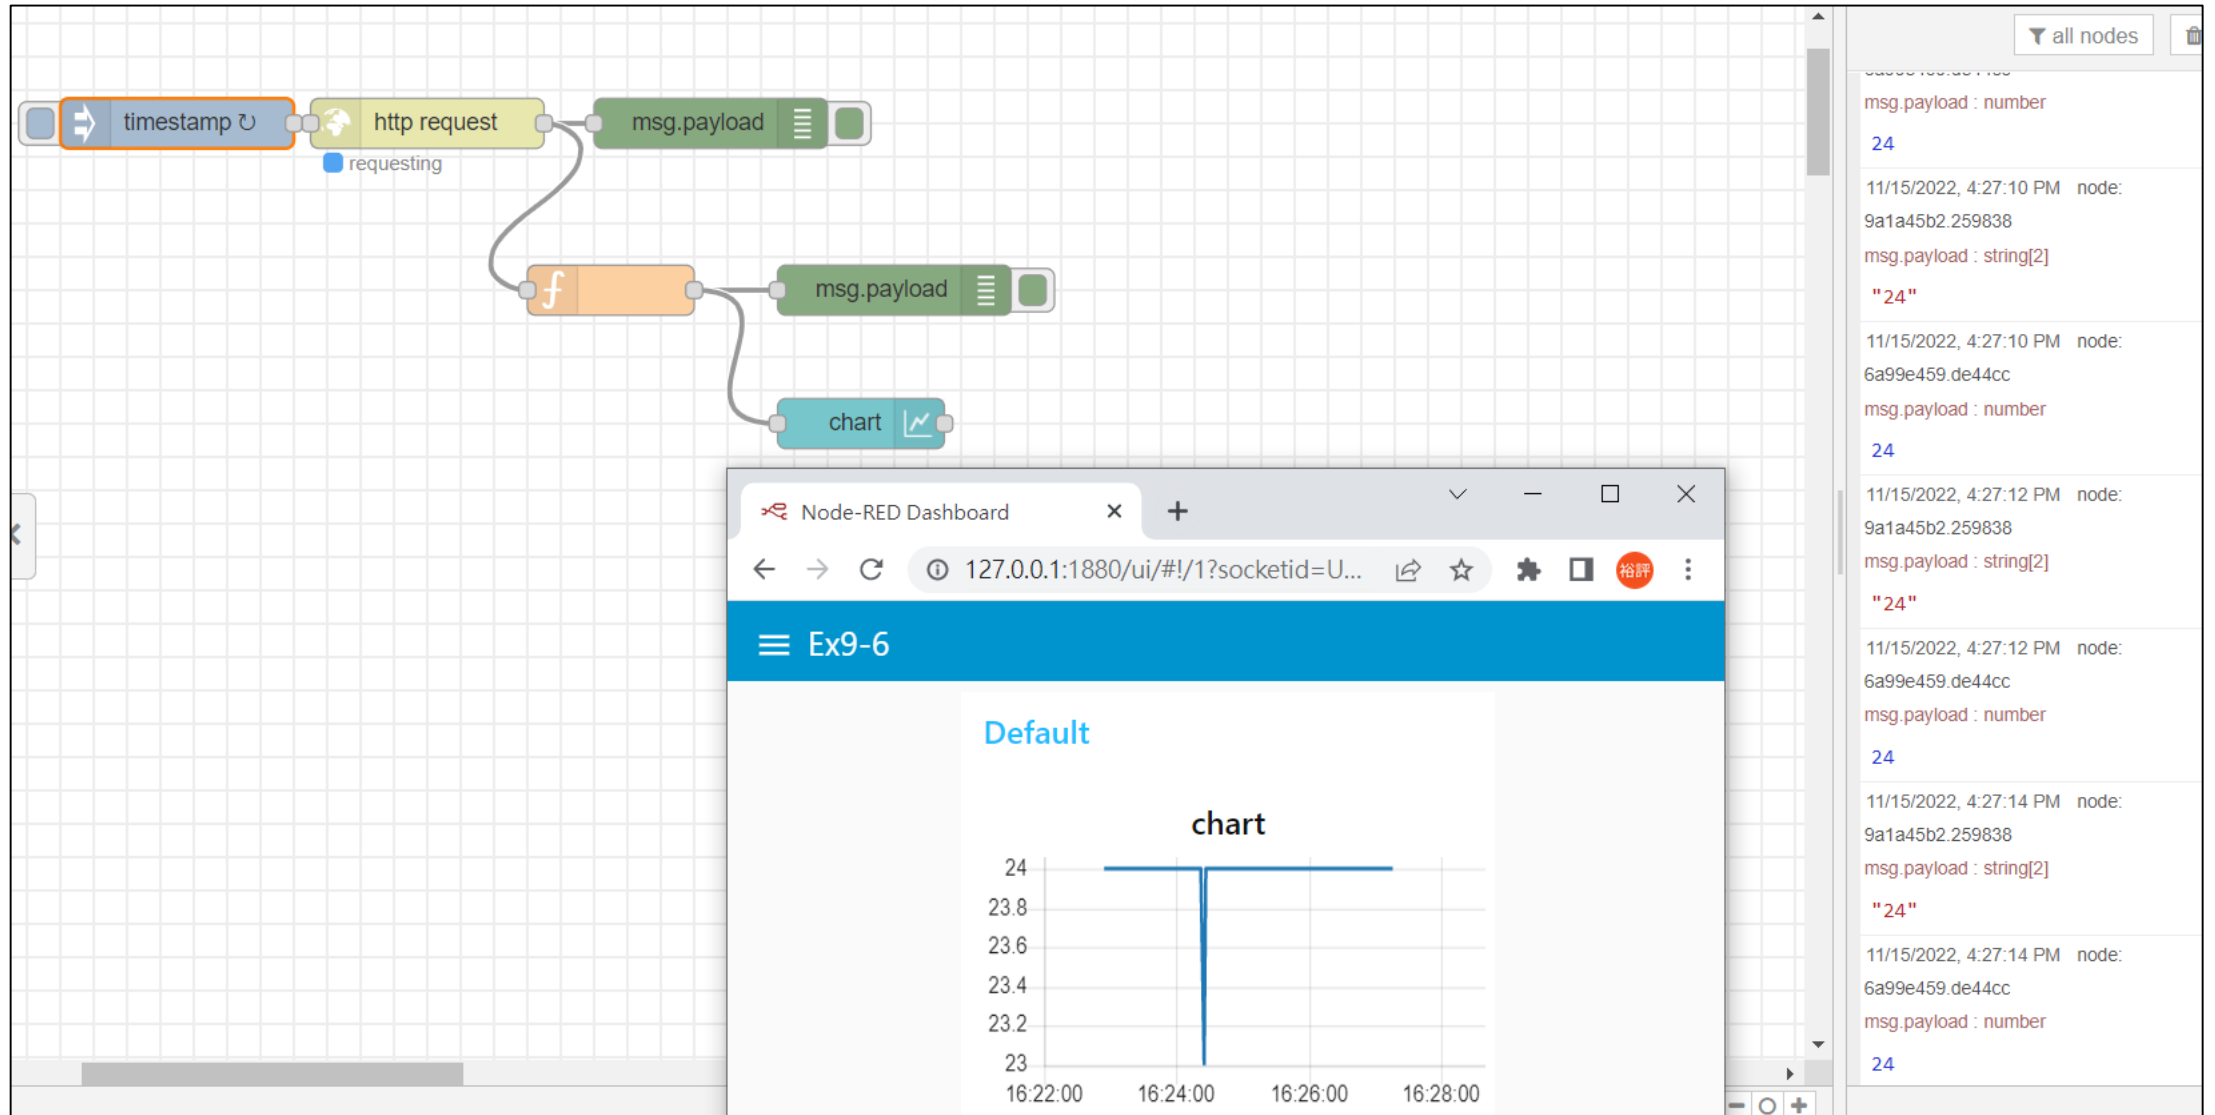 timestamp ↻
http request
msg.payload
requesting
msg.payload
chart
Node-RED Dashboard
127.0.0.1:1880/ui/#!/1?socketid=U...
裕評
Ex9-6
Default
chart
24
23.8
23.6
23.4
23.2
23
16:22:00 16:24:00 16:26:00 16:28:00
all nodes
msg.payload : number
24
11/15/2022, 4:27:10 PM node:
9a1a45b2.259838
msg.payload : string[2]
"24"
11/15/2022, 4:27:10 PM node:
6a99e459.de44cc
msg.payload : number
24
11/15/2022, 4:27:12 PM node:
9a1a45b2.259838
msg.payload : string[2]
"24"
11/15/2022, 4:27:12 PM node:
6a99e459.de44cc
msg.payload : number
24
11/15/2022, 4:27:14 PM node:
9a1a45b2.259838
msg.payload : string[2]
"24"
11/15/2022, 4:27:14 PM node:
6a99e459.de44cc
msg.payload : number
24